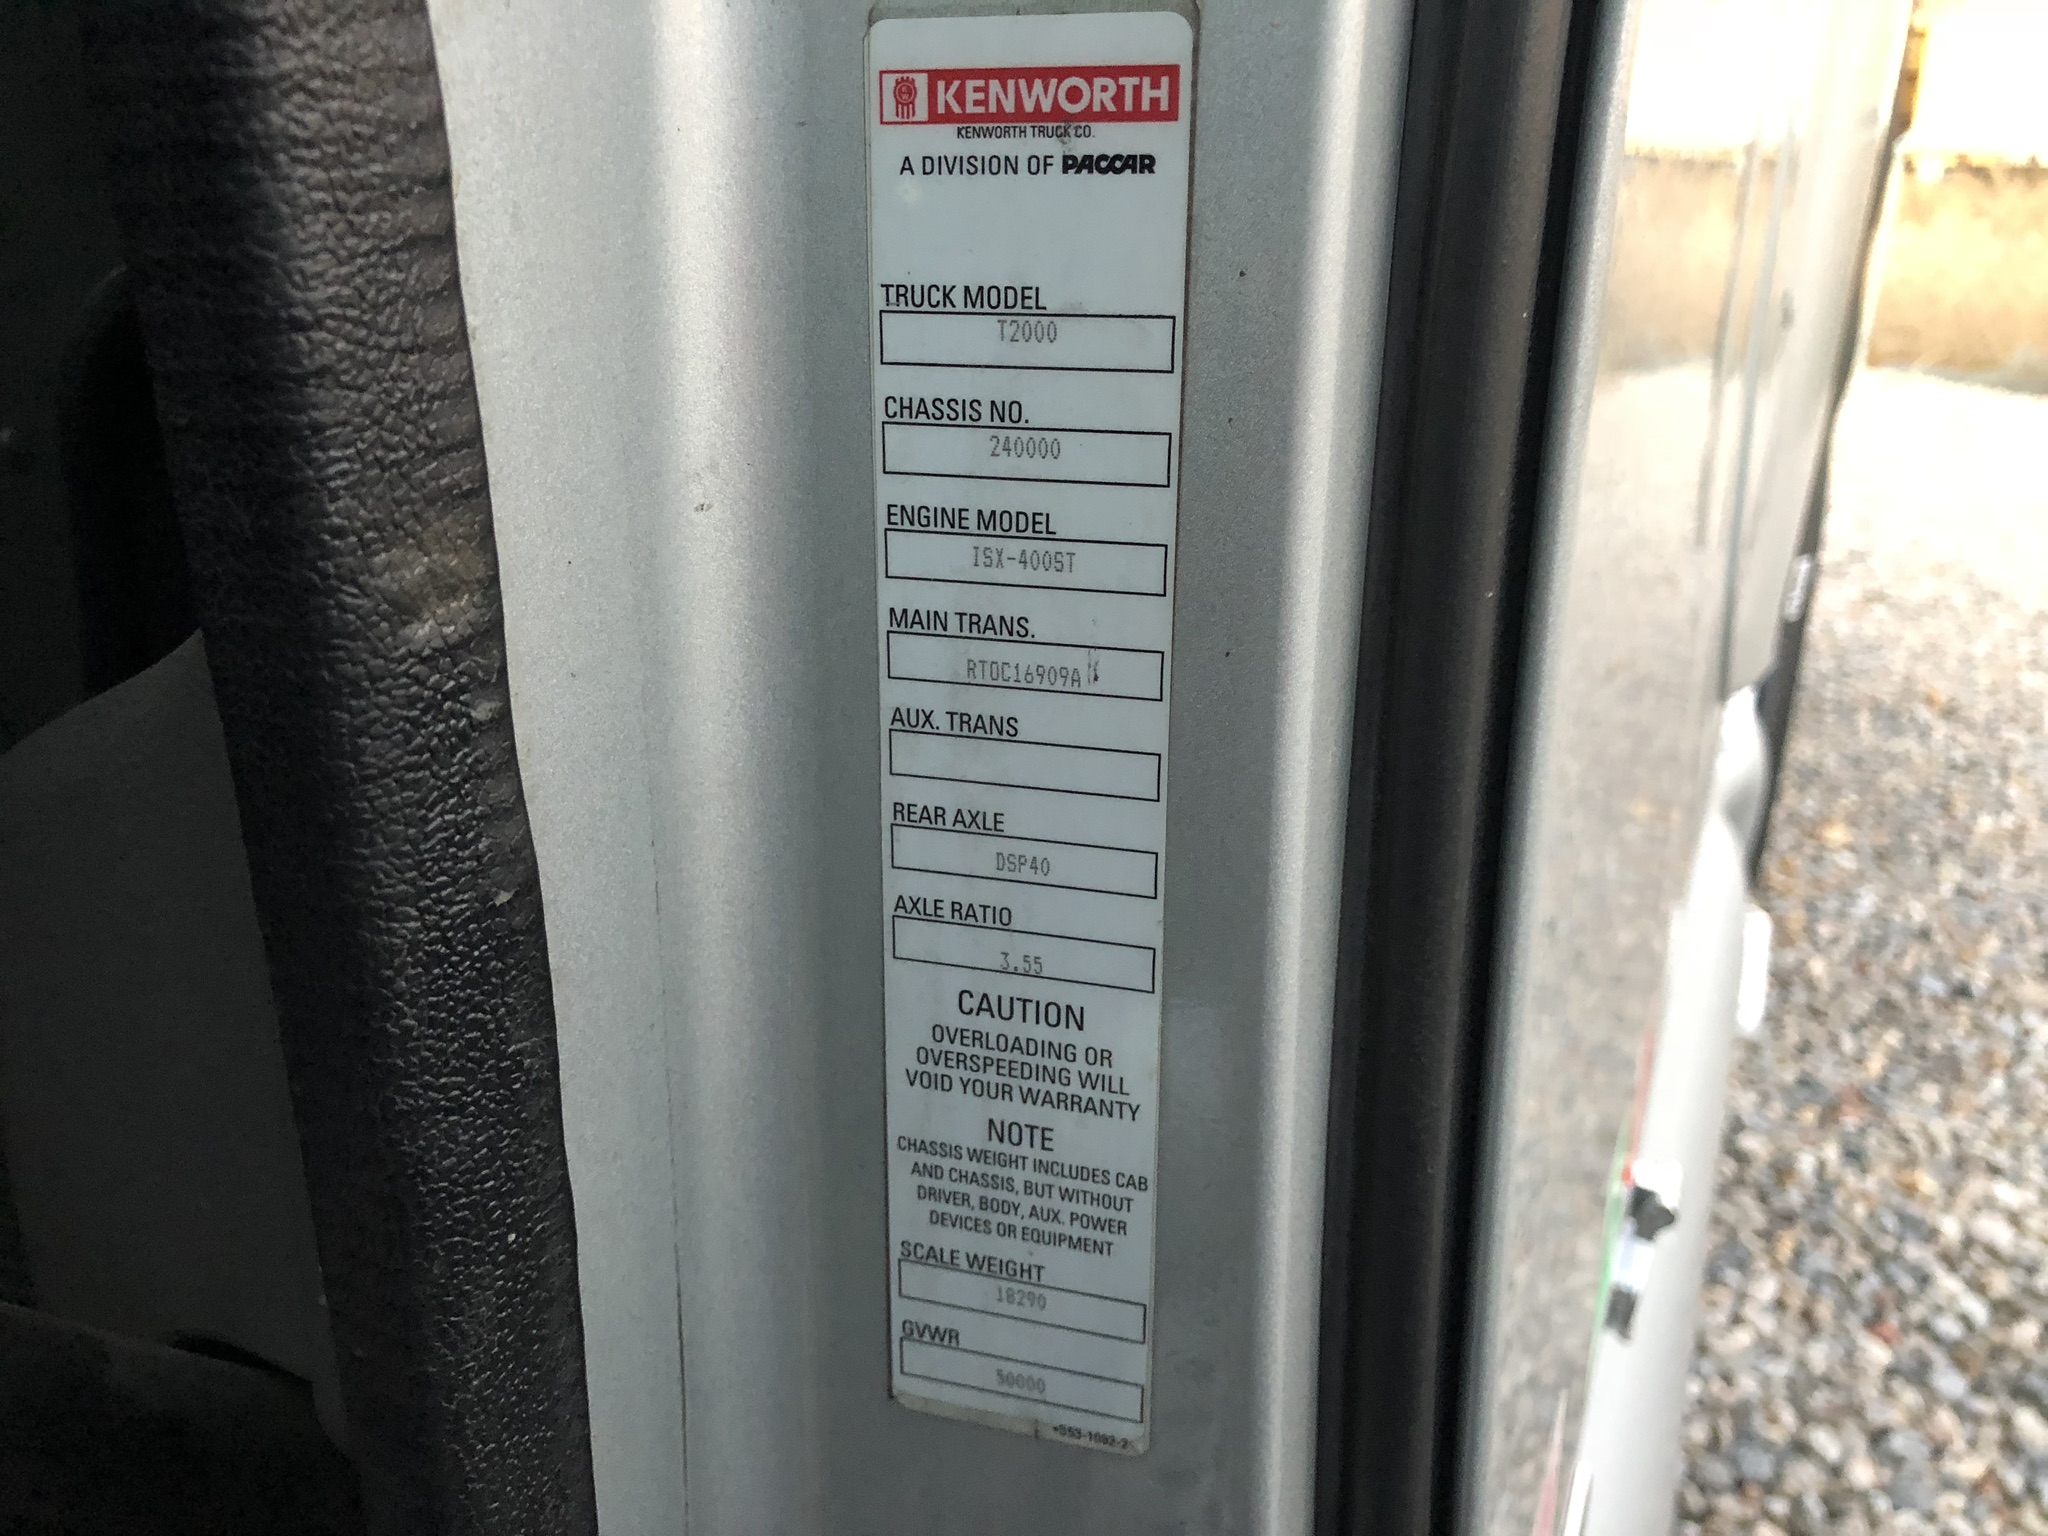 KENWORTH
KENWORTH TRUCK CO.
A DIVISION OF PACCAR
TRUCK MODEL
T2000
CHASSIS NO.
240000
ENGINE MODEL
ISX-400ST
MAIN TRANS.
RTOC16909A
AUX. TRANS
REAR AXLE
DSP40
AXLE RATIO
3.55
CAUTION
OVERLOADING OR
OVERSPEEDING WILL
VOID YOUR WARRANTY
NOTE
CHASSIS WEIGHT INCLUDES CAB
AND CHASSIS, BUT WITHOUT
DRIVER, BODY, AUX. POWER
DEVICES OR EQUIPMENT
SCALE WEIGHT
18290
GVWR
50000